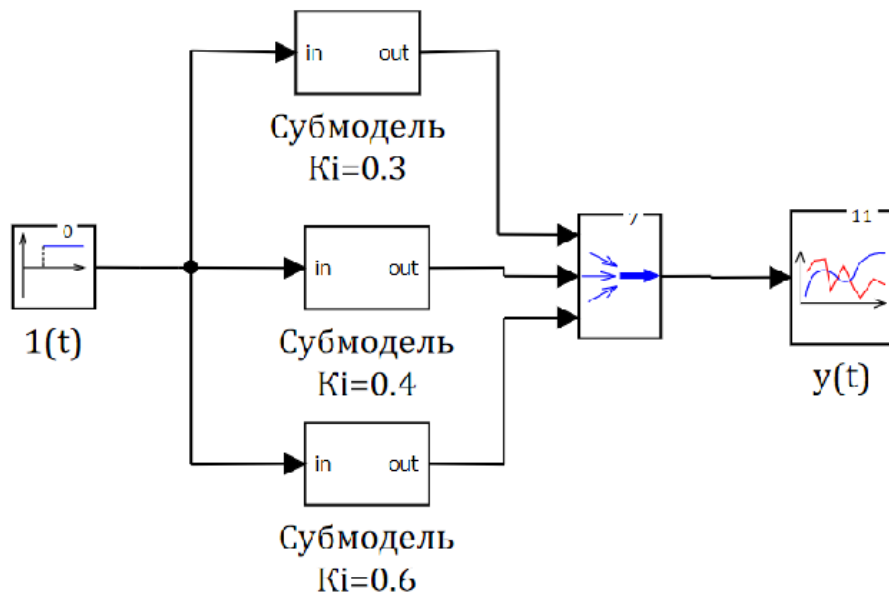 in out
Субмодель
Ki=0.3
0
1(t)
in out
Субмодель
Ki=0.4
7
11
y(t)
in out
Субмодель
Ki=0.6